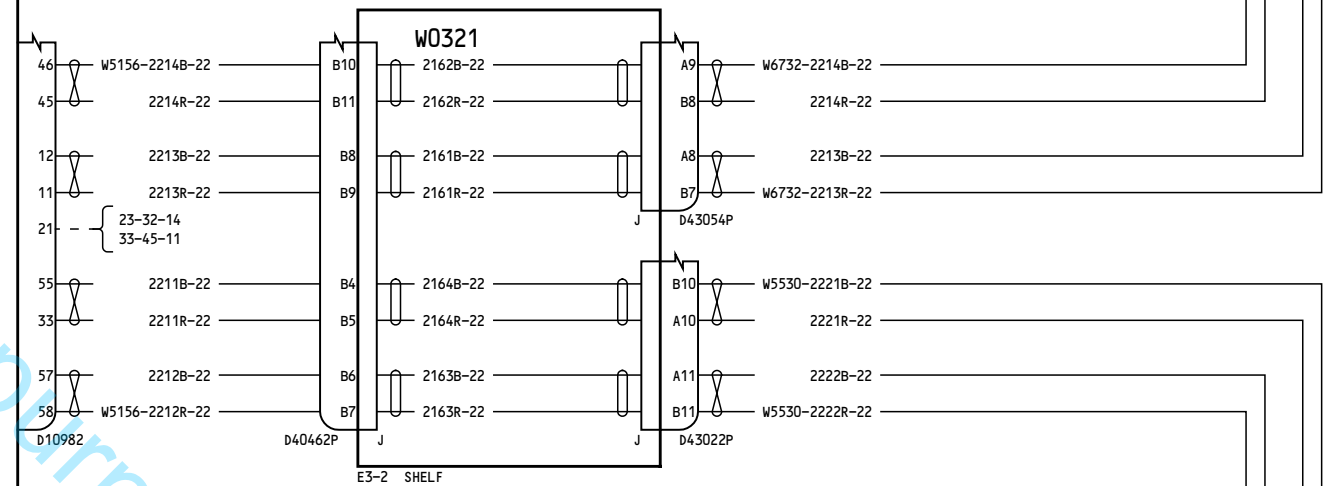 W0321
46 W5156-2214B-22 B10 2162B-22 A9 W6732-2214B-22
45 2214R-22 B11 2162R-22 B8 2214R-22
12 2213B-22 B8 2161B-22 A8 2213B-22
11 2213R-22 B9 2161R-22 B7 W6732-2213R-22
J D43054P
23-32-14
21
33-45-11
55 2211B-22 B4 2164B-22 B10 W5530-2221B-22
33 2211R-22 B5 2164R-22 A10 2221R-22
57 2212B-22 B6 2163B-22 A11 2222B-22
58 W5156-2212R-22 B7 2163R-22 B11 W5530-2222R-22
D10982 D40462P J J D43022P
E3-2 SHELF